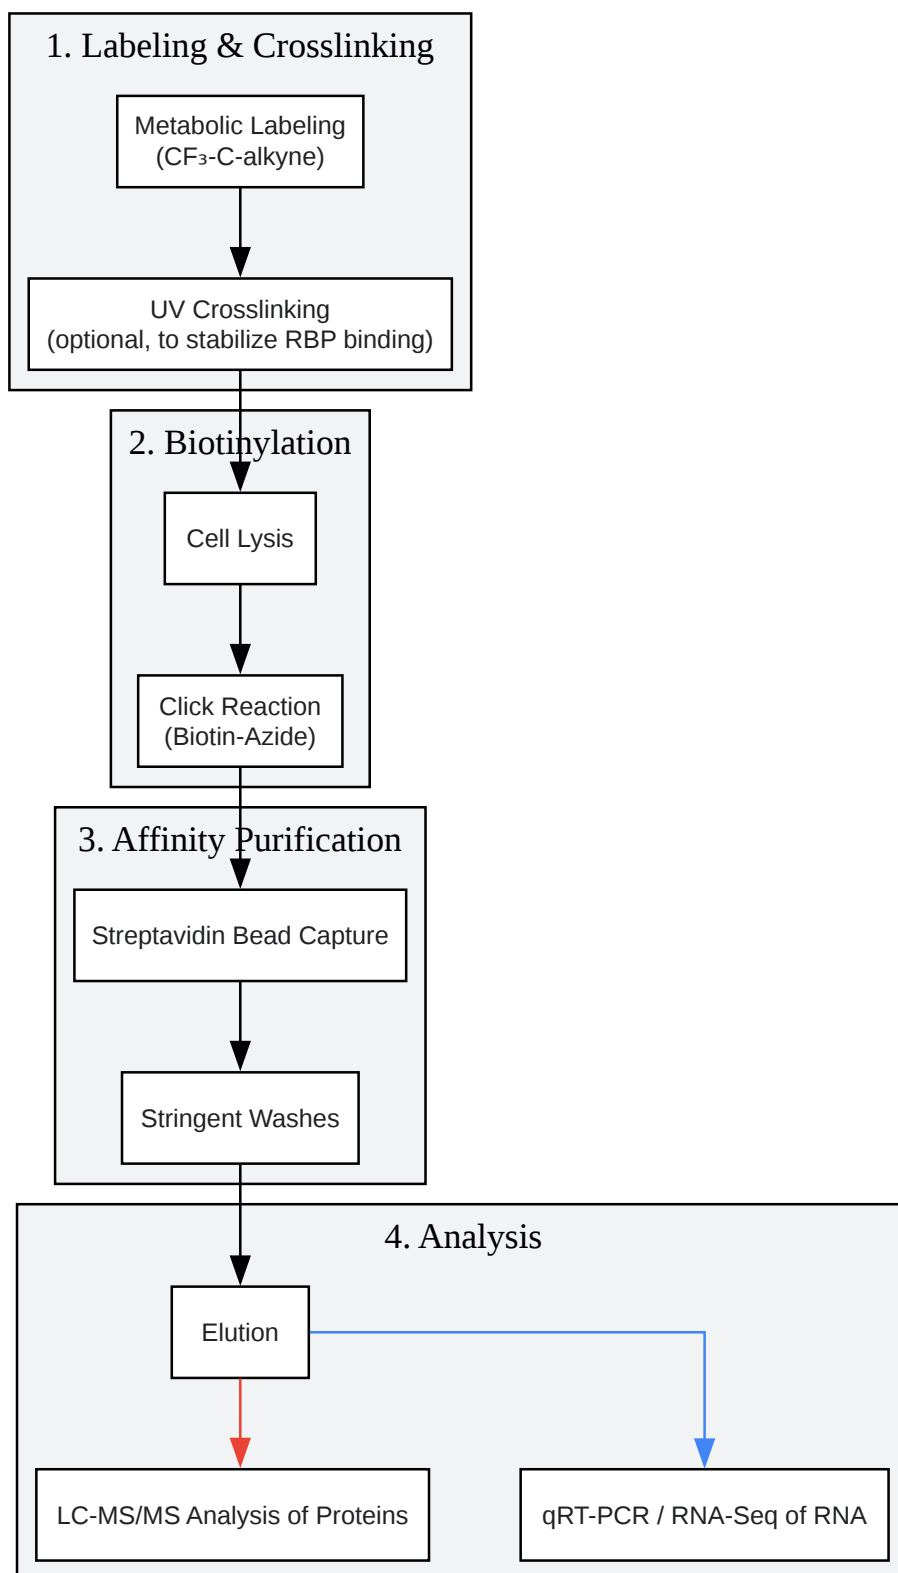 1. Labeling & Crosslinking
Metabolic Labeling
(CF₃-C-alkyne)
UV Crosslinking
(optional, to stabilize RBP binding)
2. Biotinylation
Cell Lysis
Click Reaction
(Biotin-Azide)
3. Affinity Purification
Streptavidin Bead Capture
Stringent Washes
4. Analysis
Elution
LC-MS/MS Analysis of Proteins
qRT-PCR / RNA-Seq of RNA